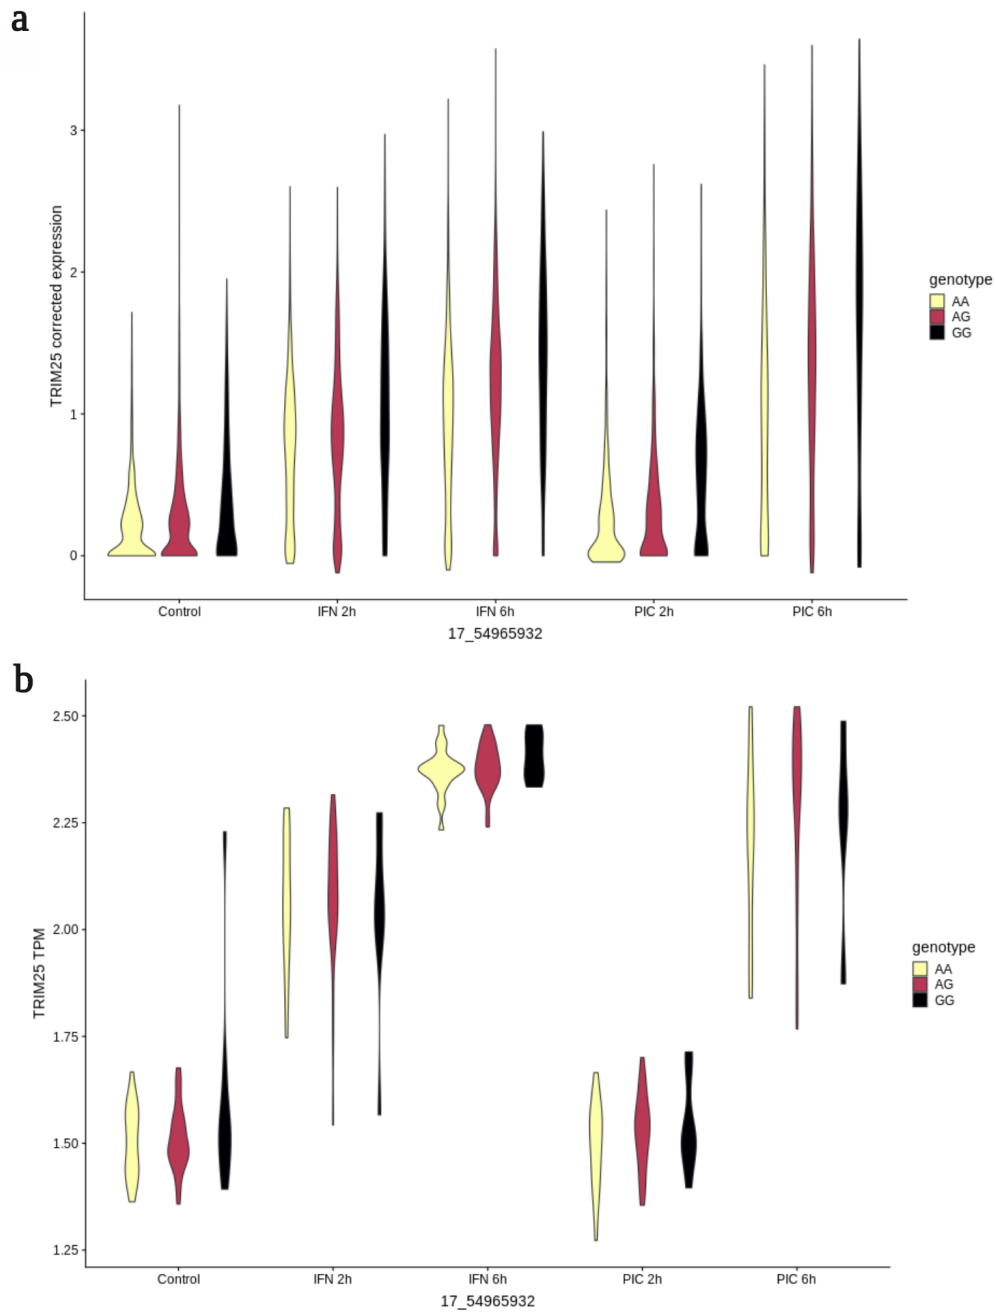 a
TRIM25 corrected expression
3
2
1
0
Control IFN 2h IFN 6h PIC 2h PIC 6h
17_54965932
genotype
AA
AG
GG
b
TRIM25 TPM
2.50
2.25
2.00
1.75
1.50
1.25
Control IFN 2h IFN 6h PIC 2h PIC 6h
17_54965932
genotype
AA
AG
GG